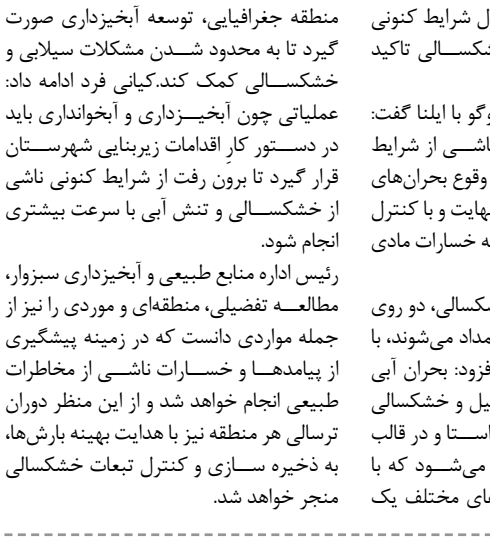 ل شرایط کنونی
شکسالی تاکید
وگو با ایلنا گفت:
ناشی از شرایط
وقوع بحران‌های
نهایت و با کنترل
ه خسارات مادی
شکسالی، دو روی
مداد می‌شوند، با
فزود: بحران آبی
یل و خشکسالی
استا و در قالب
می‌شود که با
های مختلف یک
منطقه جغرافیایی، توسعه آبخیزداری صورت
گیرد تا به محدود شدن مشکلات سیلابی و
خشکسالی کمک کند.کیانی فرد ادامه داد:
عملیاتی چون آبخیزداری و آبخوانداری باید
در دستور کارِ اقدامات زیربنایی شهرستان
قرار گیرد تا برون رفت از شرایط کنونی ناشی
از خشکسالی و تنش آبی با سرعت بیشتری
انجام شود.
رئیس اداره منابع طبیعی و آبخیزداری سبزوار،
مطالعه تفضیلی، منطقه‌ای و موردی را نیز از
جمله مواردی دانست که در زمینه پیشگیری
از پیامدها و خسارات ناشی از مخاطرات
طبیعی انجام خواهد شد و از این منظر دوران
ترسالی هر منطقه نیز با هدایت بهینه بارش‌ها،
به ذخیره سازی و کنترل تبعات خشکسالی
منجر خواهد شد.